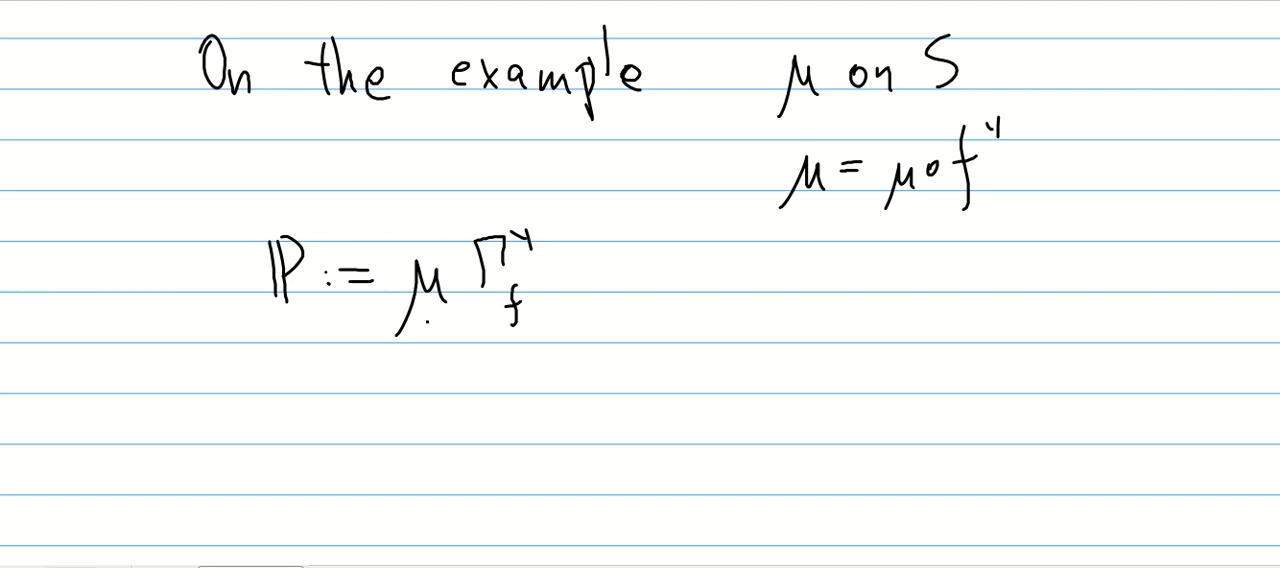 On the example μ on S
μ = μ∘f⁻¹
ℙ := μ Γ_f⁻¹